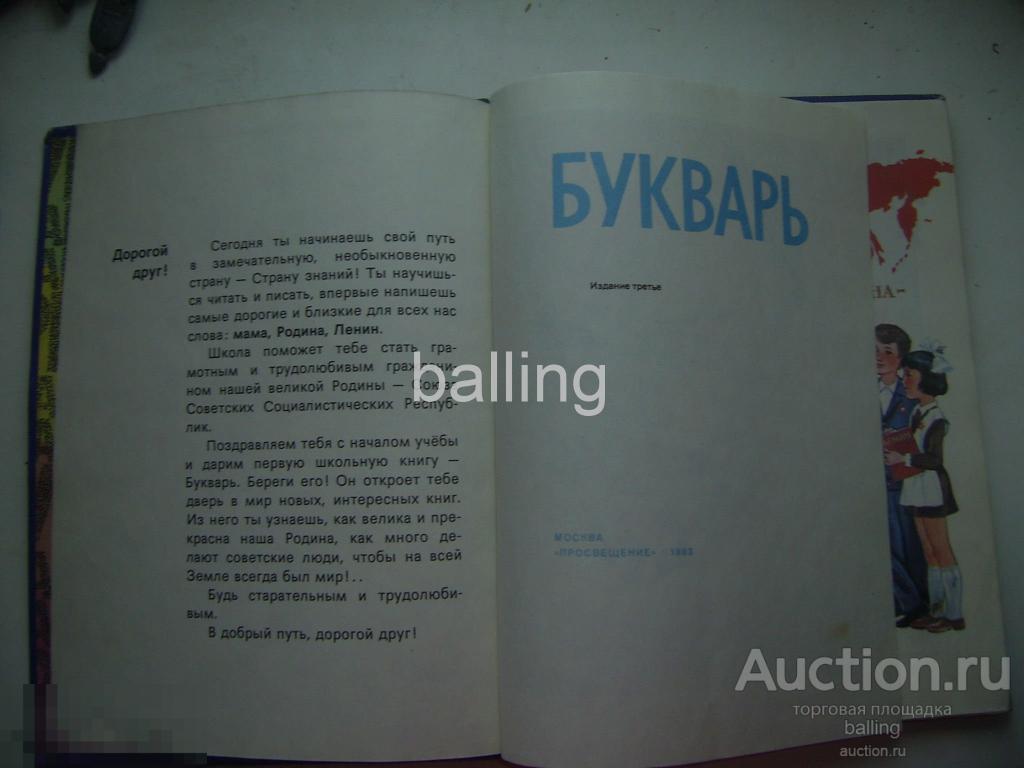 Дорогой
друг!
Сегодня ты начинаешь свой путь
в замечательную, необыкновенную
страну — Страну знаний! Ты научишь-
ся читать и писать, впервые напишешь
самые дорогие и близкие для всех нас
слова: мама, Родина, Ленин.
Школа поможет тебе стать гра-
мотным и трудолюбивым граждани-
ном нашей великой Родины — Союза
Советских Социалистических Респуб-
лик.
Поздравляем тебя с началом учёбы
и дарим первую школьную книгу —
Букварь. Береги его! Он откроет тебе
дверь в мир новых, интересных книг.
Из него ты узнаешь, как велика и пре-
красна наша Родина, как много де-
лают советские люди, чтобы на всей
Земле всегда был мир!..
Будь старательным и трудолюби-
вым.
В добрый путь, дорогой друг!
БУКВАРЬ
Издание третье
МОСКВА
«ПРОСВЕЩЕНИЕ» 1983
НА–
balling
Auction.ru
торговая площадка
balling
auction.ru